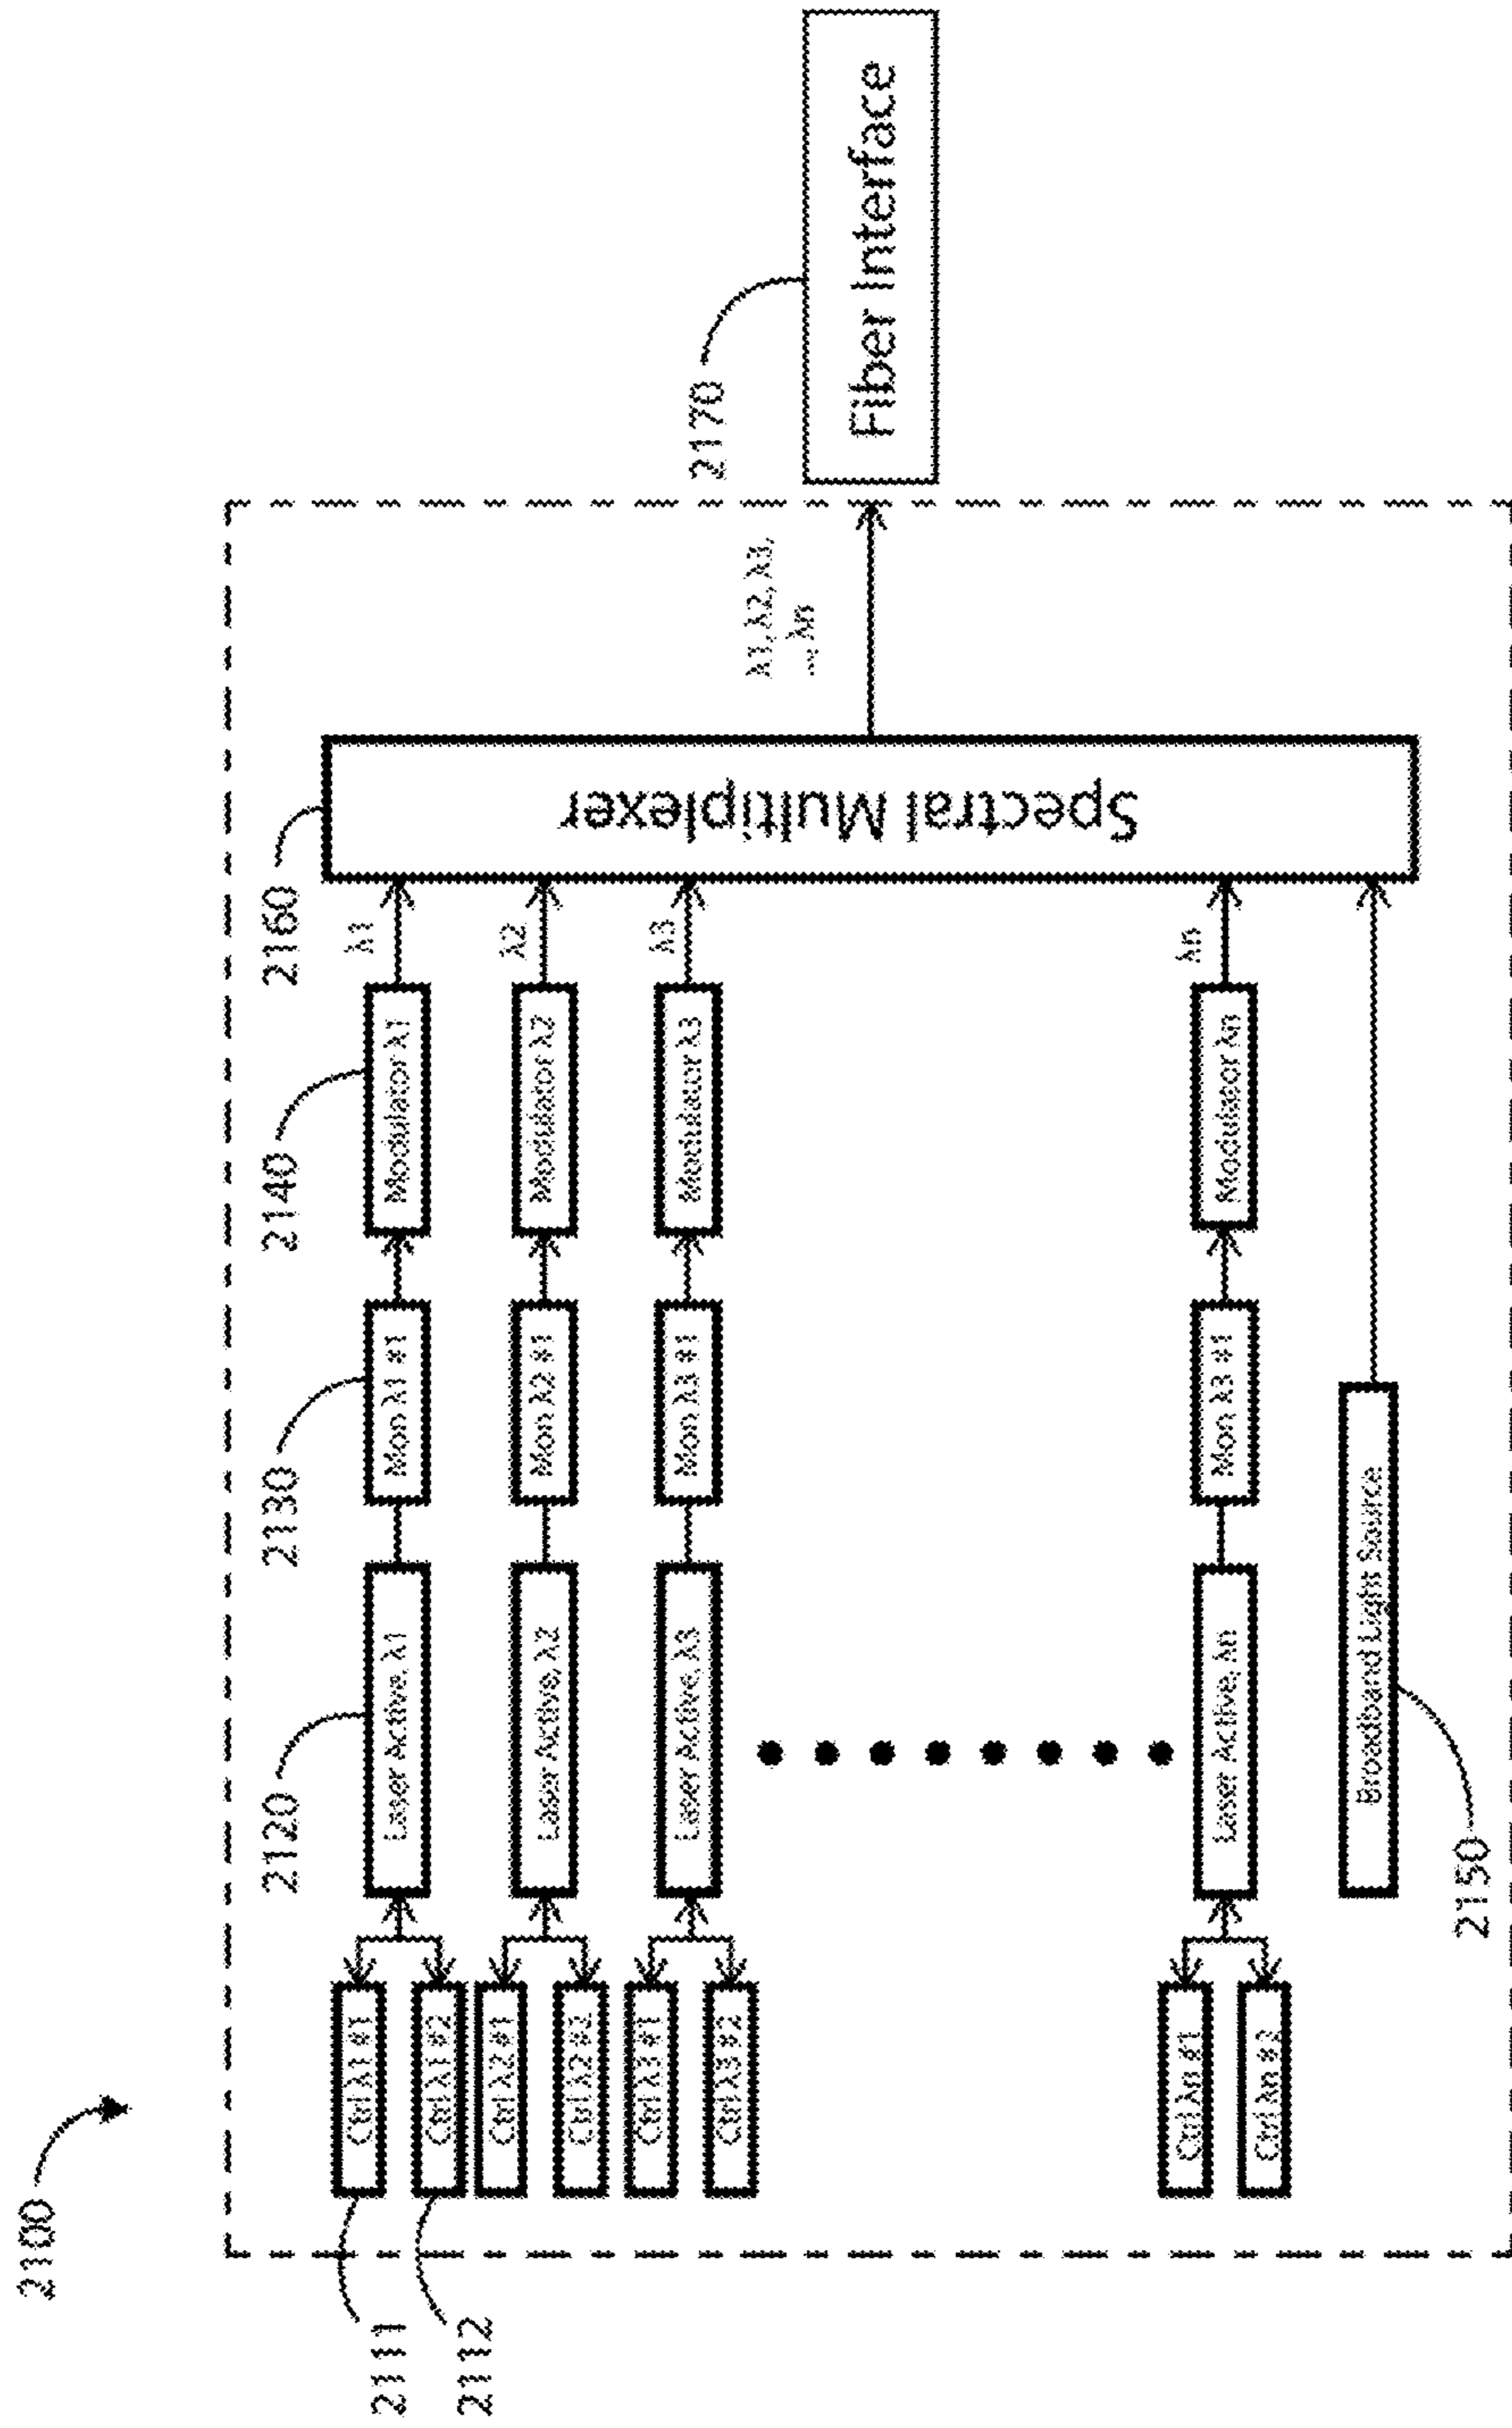 2100
2111
2112
Ctrl λ1 #1
Ctrl λ1 #2
Ctrl λ2 #1
Ctrl λ2 #2
Ctrl λ3 #1
Ctrl λ3 #2
Ctrl λn #1
Ctrl λn #2
2120
Laser Active, λ1
Laser Active, λ2
Laser Active, λ3
Laser Active, λn
Broadband Light Source
2150
2130
Mon λ1 #1
Mon λ2 #1
Mon λ3 #1
Mon λ3 #1
2140
Modulator λ1
Modulator λ2
Modulator λ3
Modulator λn
λ1
λ2
λ3
λn
2160
Spectral Multiplexer
λ1, λ2, λ3,
..., λn
2170
Fiber Interface